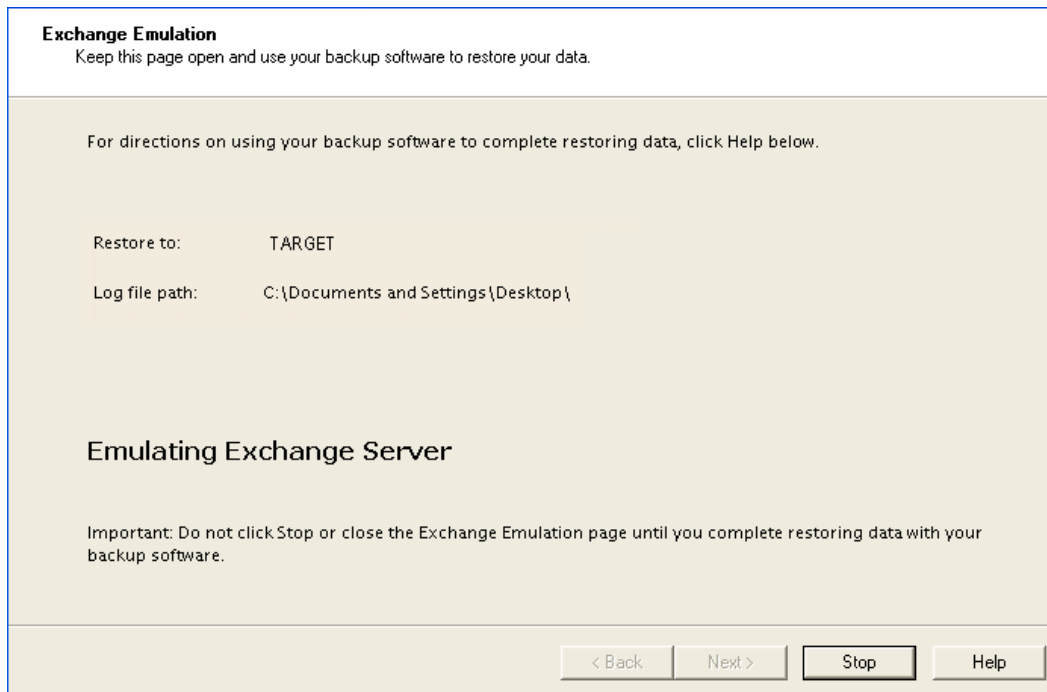 Exchange Emulation
Keep this page open and use your backup software to restore your data.
For directions on using your backup software to complete restoring data, click Help below.
Restore to: TARGET
Log file path: C:\Documents and Settings\Desktop\
Emulating Exchange Server
Important: Do not click Stop or close the Exchange Emulation page until you complete restoring data with your
backup software.
< Back Next > Stop Help